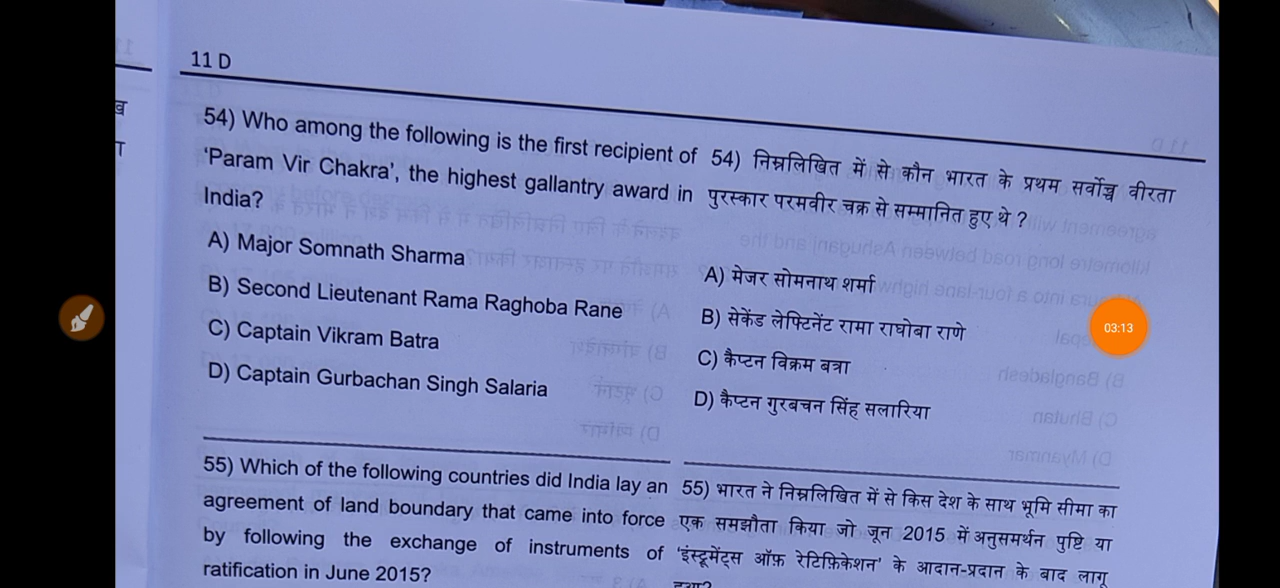 11 D
54) Who among the following is the first recipient of
'Param Vir Chakra', the highest gallantry award in
India?
A) Major Somnath Sharma
B) Second Lieutenant Rama Raghoba Rane
C) Captain Vikram Batra
D) Captain Gurbachan Singh Salaria
54) निम्नलिखित में से कौन भारत के प्रथम सर्वोच्च वीरता
पुरस्कार परमवीर चक्र से सम्मानित हुए थे ?
A) मेजर सोमनाथ शर्मा
B) सेकेंड लेफ्टिनेंट रामा राघोबा राणे
C) कैप्टन विक्रम बत्रा
D) कैप्टन गुरबचन सिंह सलारिया
03:13
55) Which of the following countries did India lay an
agreement of land boundary that came into force
by following the exchange of instruments of
ratification in June 2015?
55) भारत ने निम्नलिखित में से किस देश के साथ भूमि सीमा का
एक समझौता किया जो जून 2015 में अनुसमर्थन पुष्टि या
'इंस्ट्रूमेंट्स ऑफ़ रेटिफ़िकेशन' के आदान-प्रदान के बाद लागू